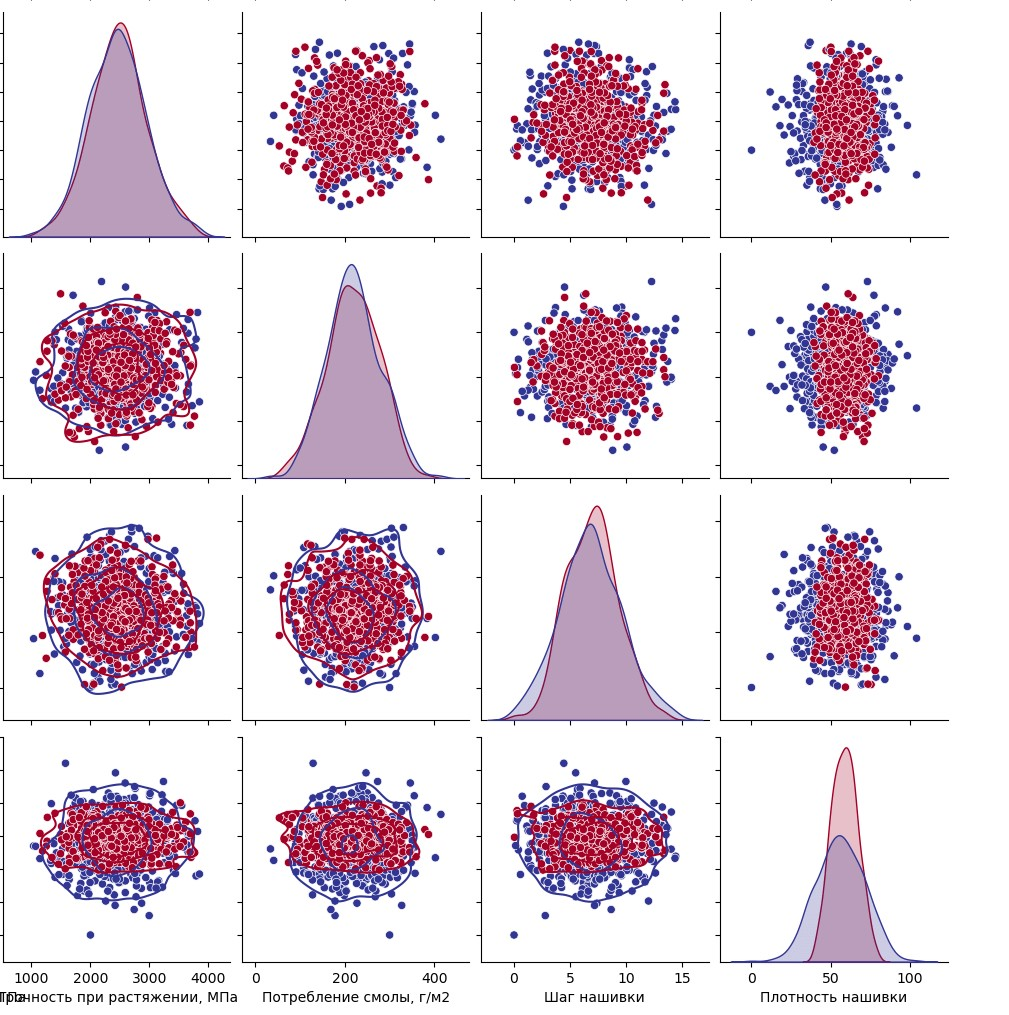 1000 2000 3000 4000 0 200 400 0 5 10 15 0 50 100
Прочность при растяжении, МПа Потребление смолы, г/м2 Шаг нашивки Плотность нашивки